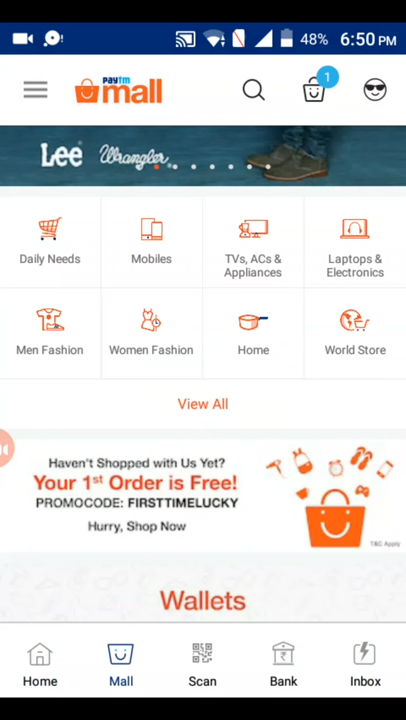 48% 6:50 PM
paytm
mall
1
Lee Wrangler
Daily Needs
Mobiles
TVs, ACs &
Appliances
Laptops &
Electronics
Men Fashion
Women Fashion
Home
World Store
View All
Haven't Shopped with Us Yet?
Your 1st Order is Free!
PROMOCODE: FIRSTTIMELUCKY
Hurry, Shop Now
T&C Apply
Wallets
Home
Mall
Scan
Bank
Inbox